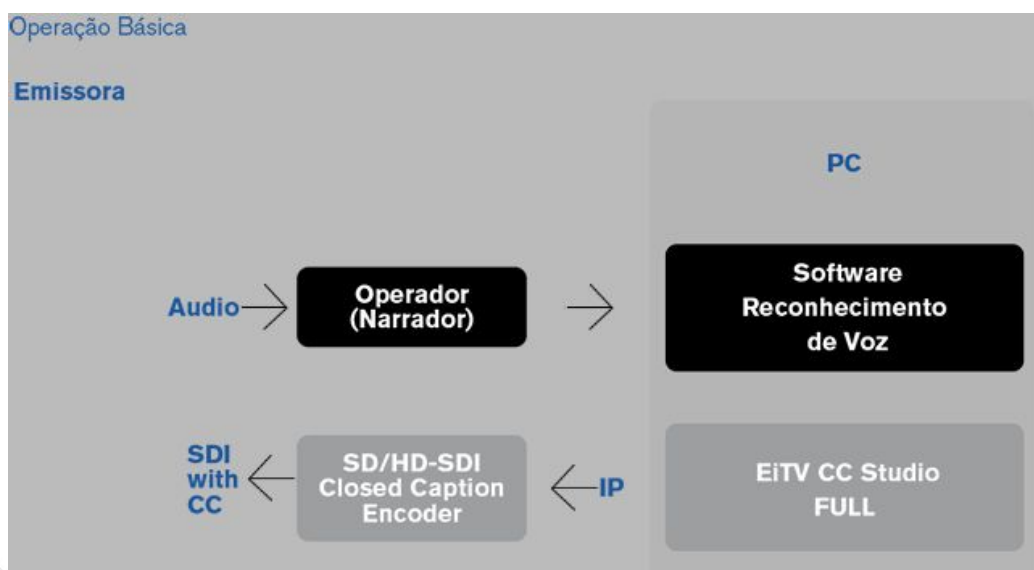 Operação Básica
Emissora
PC
Audio
Operador
(Narrador)
Software
Reconhecimento
de Voz
SDI
with
CC
SD/HD-SDI
Closed Caption
Encoder
IP
EiTV CC Studio
FULL